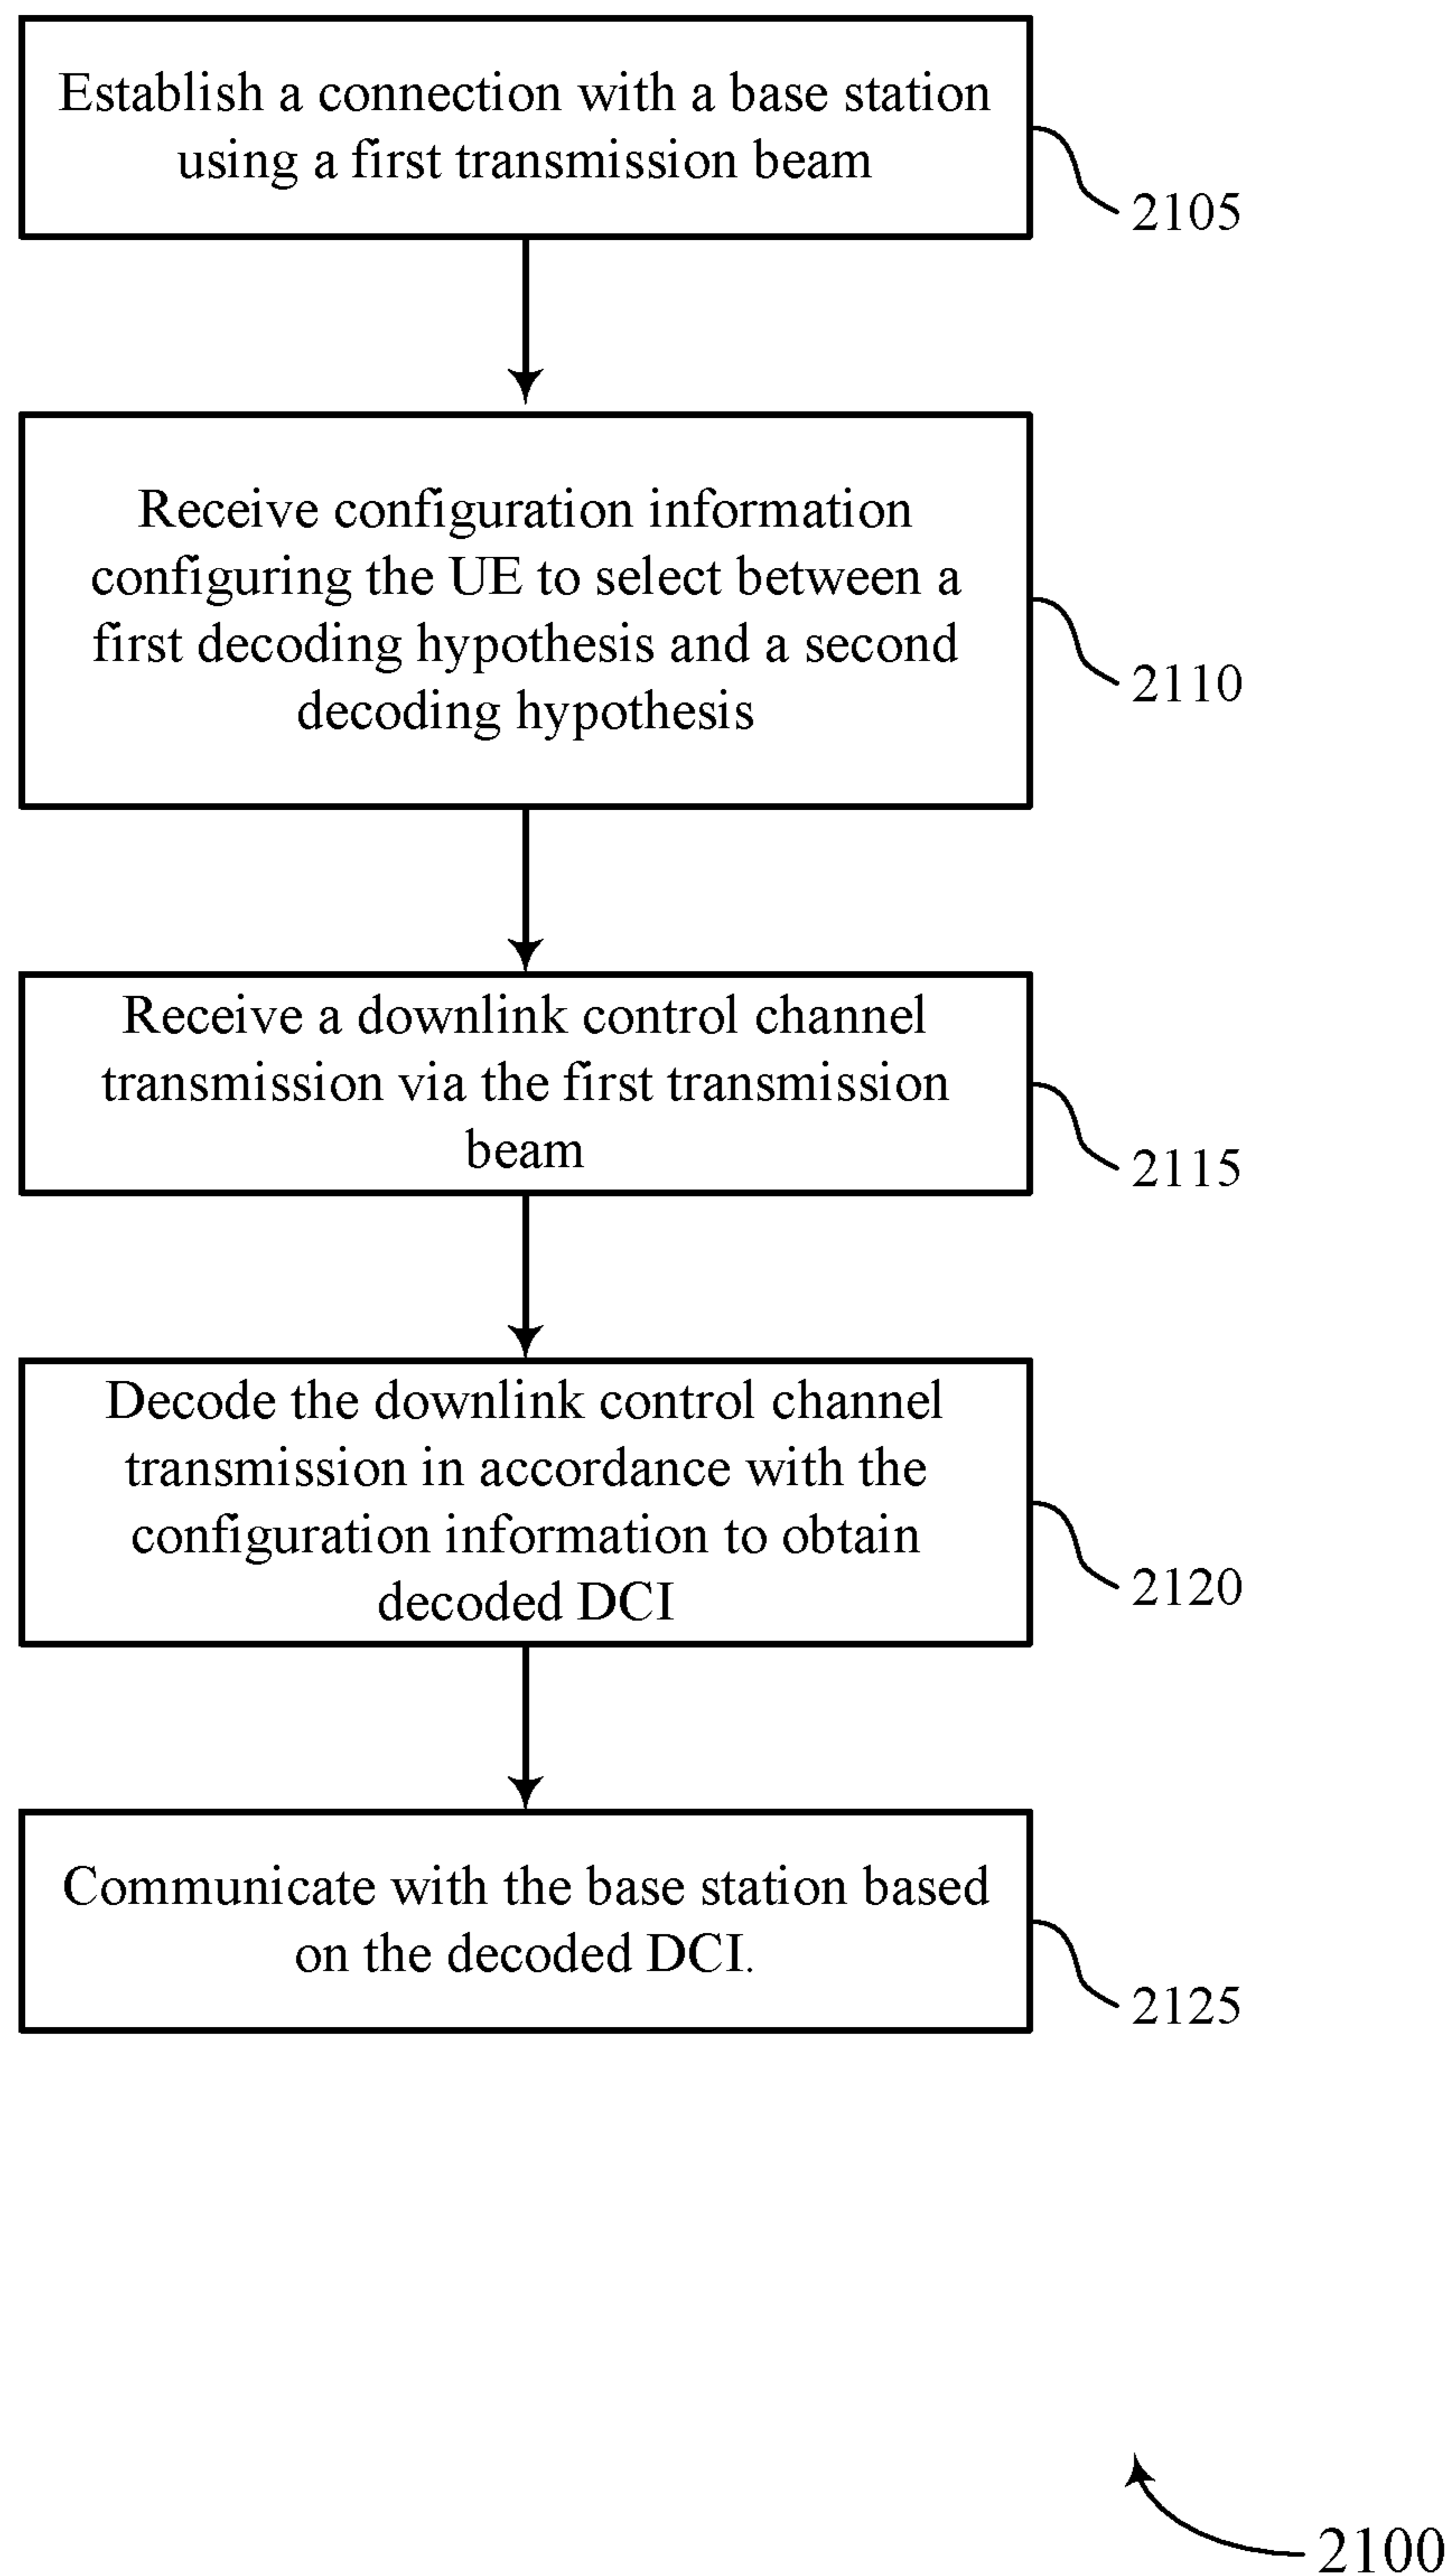 Establish a connection with a base station
using a first transmission beam
2105
Receive configuration information
configuring the UE to select between a
first decoding hypothesis and a second
decoding hypothesis
2110
Receive a downlink control channel
transmission via the first transmission
beam
2115
Decode the downlink control channel
transmission in accordance with the
configuration information to obtain
decoded DCI
2120
Communicate with the base station based
on the decoded DCI.
2125
2100